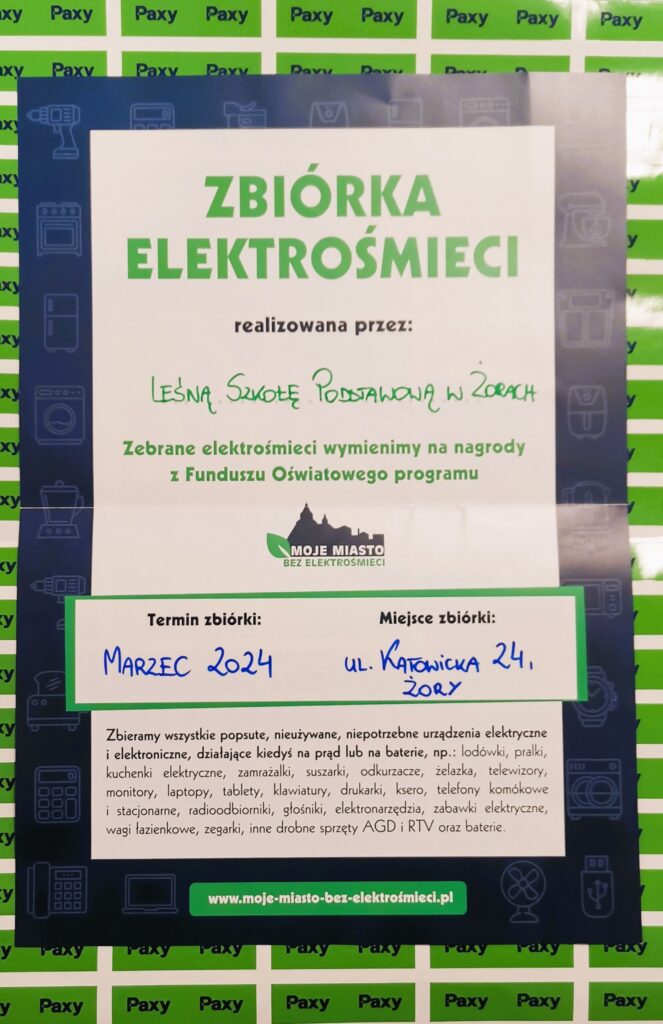 Paxy Paxy Paxy Paxy Paxy Paxy Paxy Paxy
ZBIÓRKA
ELEKTROŚMIECI
realizowana przez:
LEŚNĄ SZKOŁĘ PODSTAWOWĄ W ŻORACH
Zebrane elektrośmieci wymienimy na nagrody
z Funduszu Oświatowego programu
MOJE MIASTO
BEZ ELEKTROŚMIECI
Termin zbiórki:
MARZEC 2024
Miejsce zbiórki:
UL. KATOWICKA 24,
ŻORY
Zbieramy wszystkie popsute, nieużywane, niepotrzebne urządzenia elektryczne
i elektroniczne, działające kiedyś na prąd lub na baterie, np.: lodówki, pralki,
kuchenki elektryczne, zamrażalki, suszarki, odkurzacze, żelazka, telewizory,
monitory, laptopy, tablety, klawiatury, drukarki, ksero, telefony komókowe
i stacjonarne, radioodbiorniki, głośniki, elektronarzędzia, zabawki elektryczne,
wagi łazienkowe, zegarki, inne drobne sprzęty AGD i RTV oraz baterie.
www.moje-miasto-bez-elektrośmieci.pl
Paxy Paxy Paxy Paxy Paxy Paxy Paxy